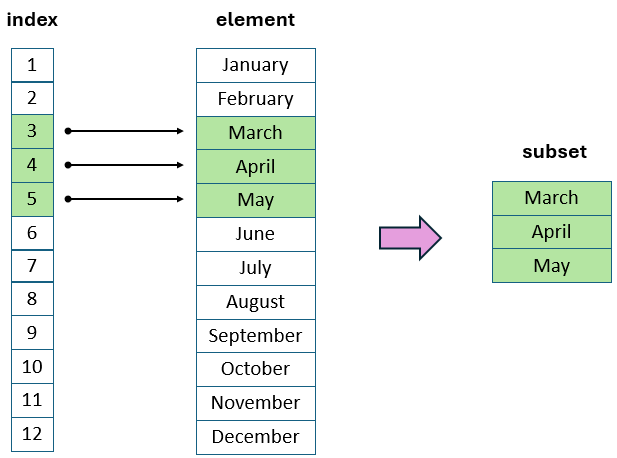 index element
1 January
2 February
3 March
4 April
5 May
6 June
7 July
8 August
9 September
10 October
11 November
12 December
subset
March
April
May